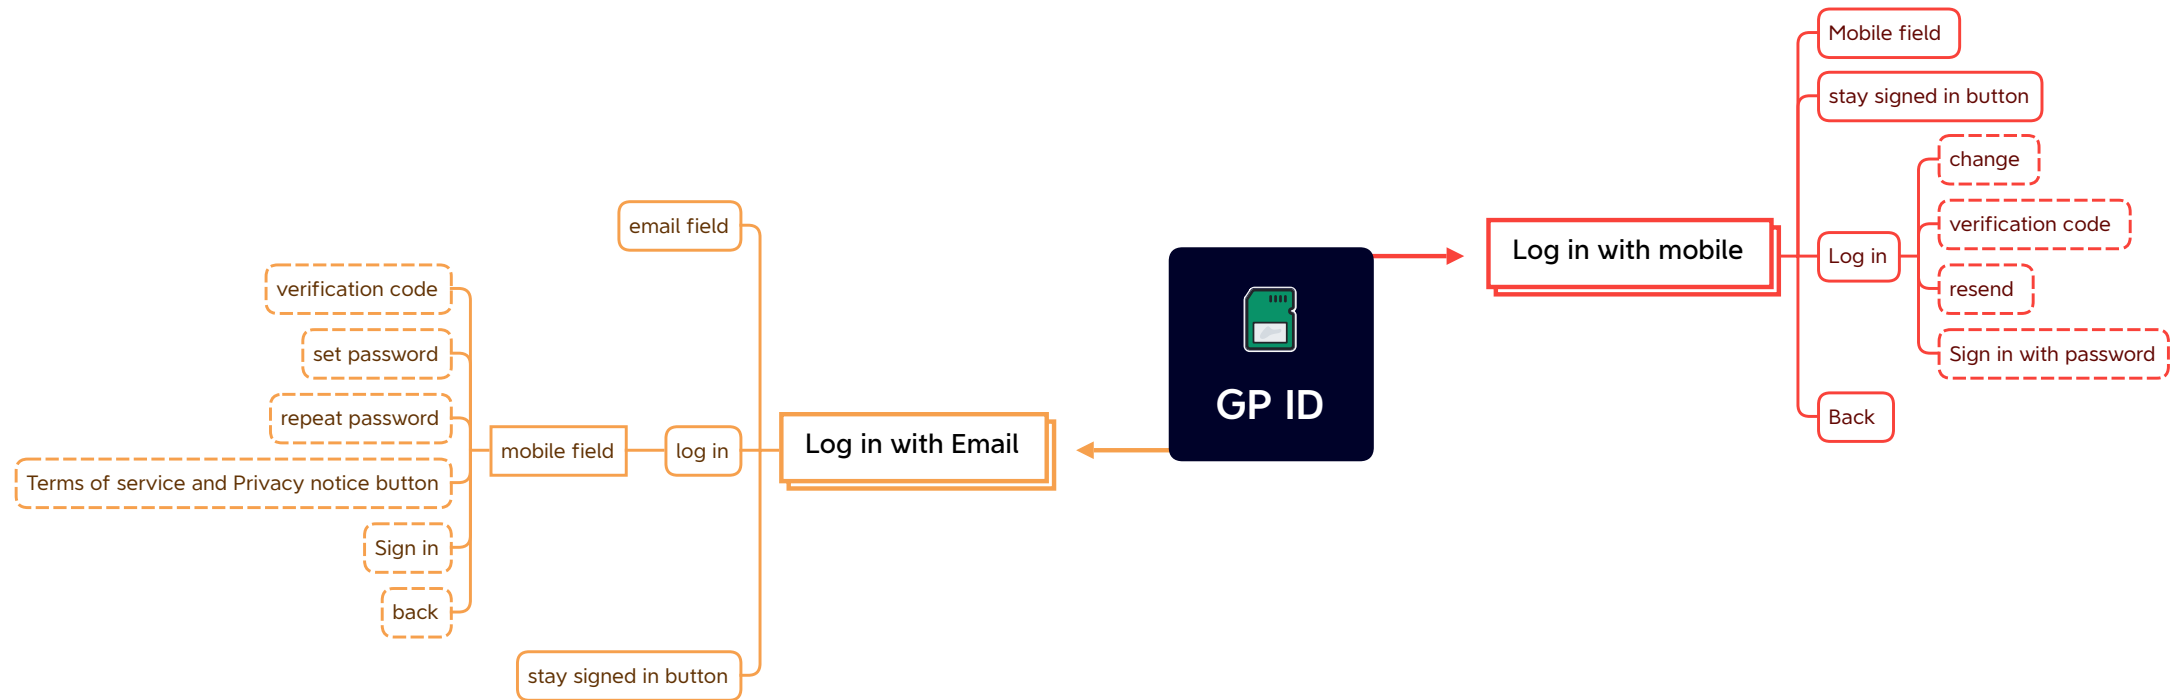 GP ID
Log in with mobile
Mobile field
stay signed in button
Log in
change
verification code
resend
Sign in with password
Back
Log in with Email
email field
log in
mobile field
verification code
set password
repeat password
Terms of service and Privacy notice button
Sign in
back
stay signed in button